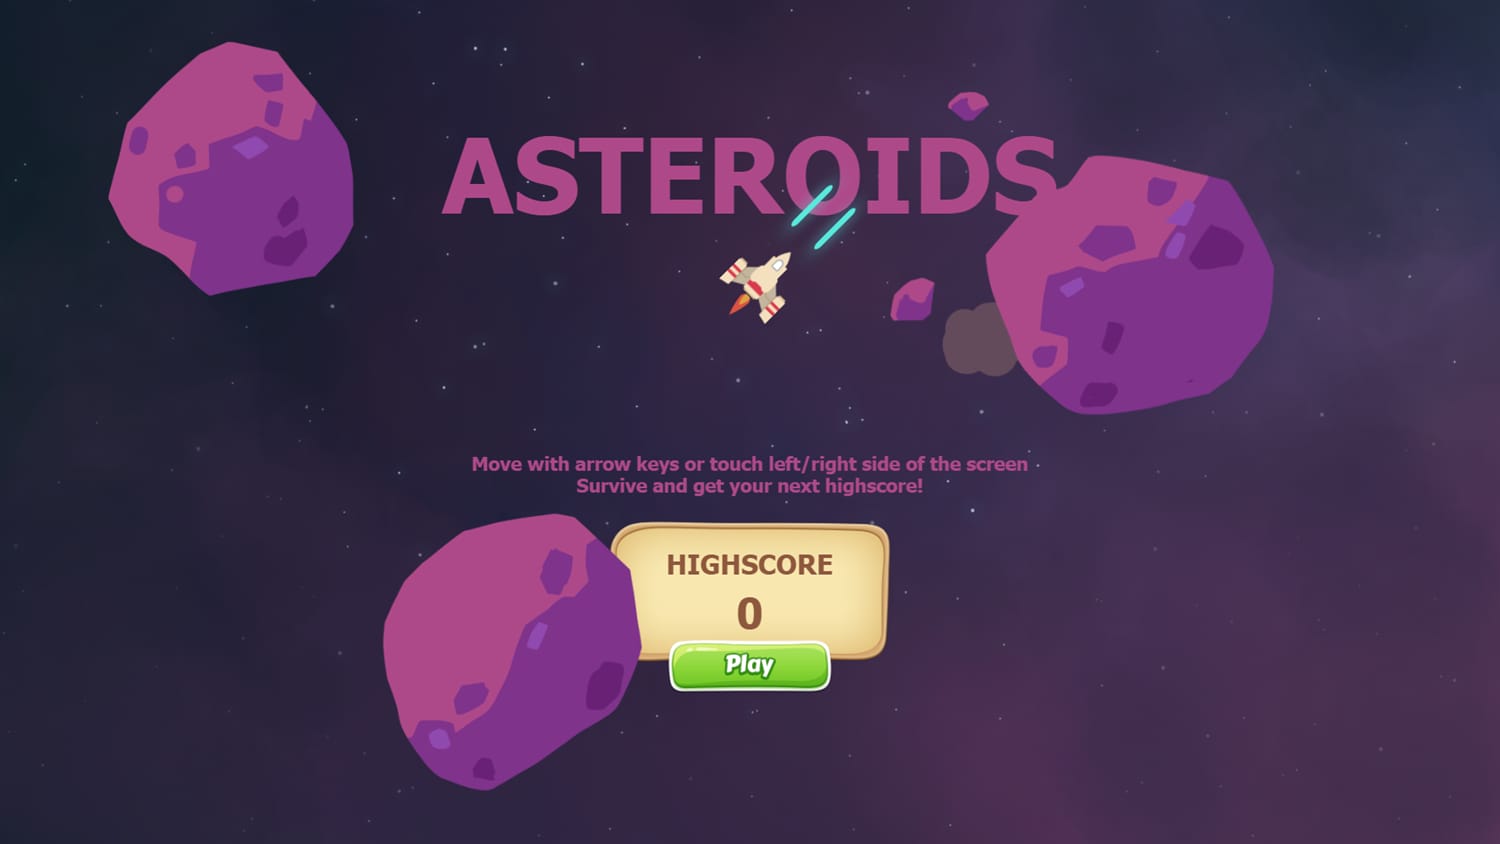 ASTEROIDS
Move with arrow keys or touch left/right side of the screen
Survive and get your next highscore!
HIGHSCORE
0
Play